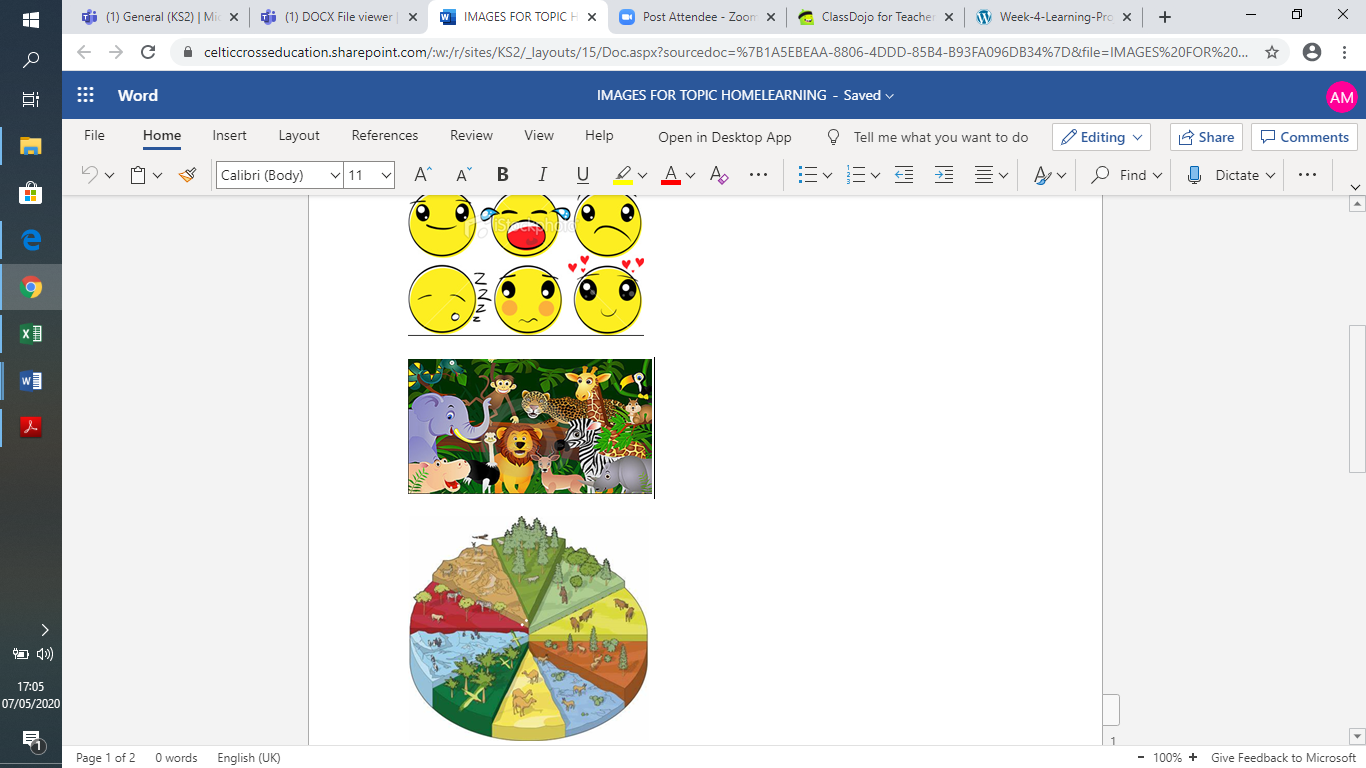 (1) General (KS2) | Mic
(1) DOCX File viewer |
IMAGES FOR TOPIC H
Post Attendee - Zoom
ClassDojo for Teacher
Week-4-Learning-Pro
celticcrosseducation.sharepoint.com/:w:/r/sites/KS2/_layouts/15/Doc.aspx?sourcedoc=%7B1A5EBEAA-8806-4DDD-85B4-B93FA096DB34%7D&file=IMAGES%20FOR%20...
Word
IMAGES FOR TOPIC HOMELEARNING - Saved
AM
File Home Insert Layout References Review View Help Open in Desktop App Tell me what you want to do Editing Share Comments
Calibri (Body) 11 A A B I U A Find Dictate
iStockphoto
Z
Z
Z
z
17:05
07/05/2020
1
1
Page 1 of 2 0 words English (UK) - 100% + Give Feedback to Microsoft